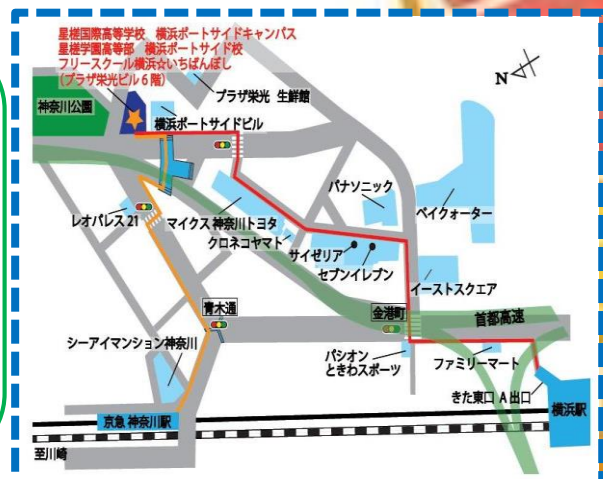 星槎国際高等学校 横浜ポートサイドキャンパス
星槎学園高等部 横浜ポートサイド校
フリースクール横浜☆いちばんぼし
(プラザ栄光ビル6階)
神奈川公園
プラザ栄光 生鮮館
横浜ポートサイドビル
N
レオパレス21
マイクス神奈川トヨタ
クロネコヤマト
パナソニック
ベイクォーター
サイゼリア
セブンイレブン
イーストスクエア
青木通
金港町
首都高速
シーアイマンション神奈川
パシオン
ときわスポーツ
ファミリーマート
きた東口 A出口
横浜駅
京急 神奈川駅
至川崎